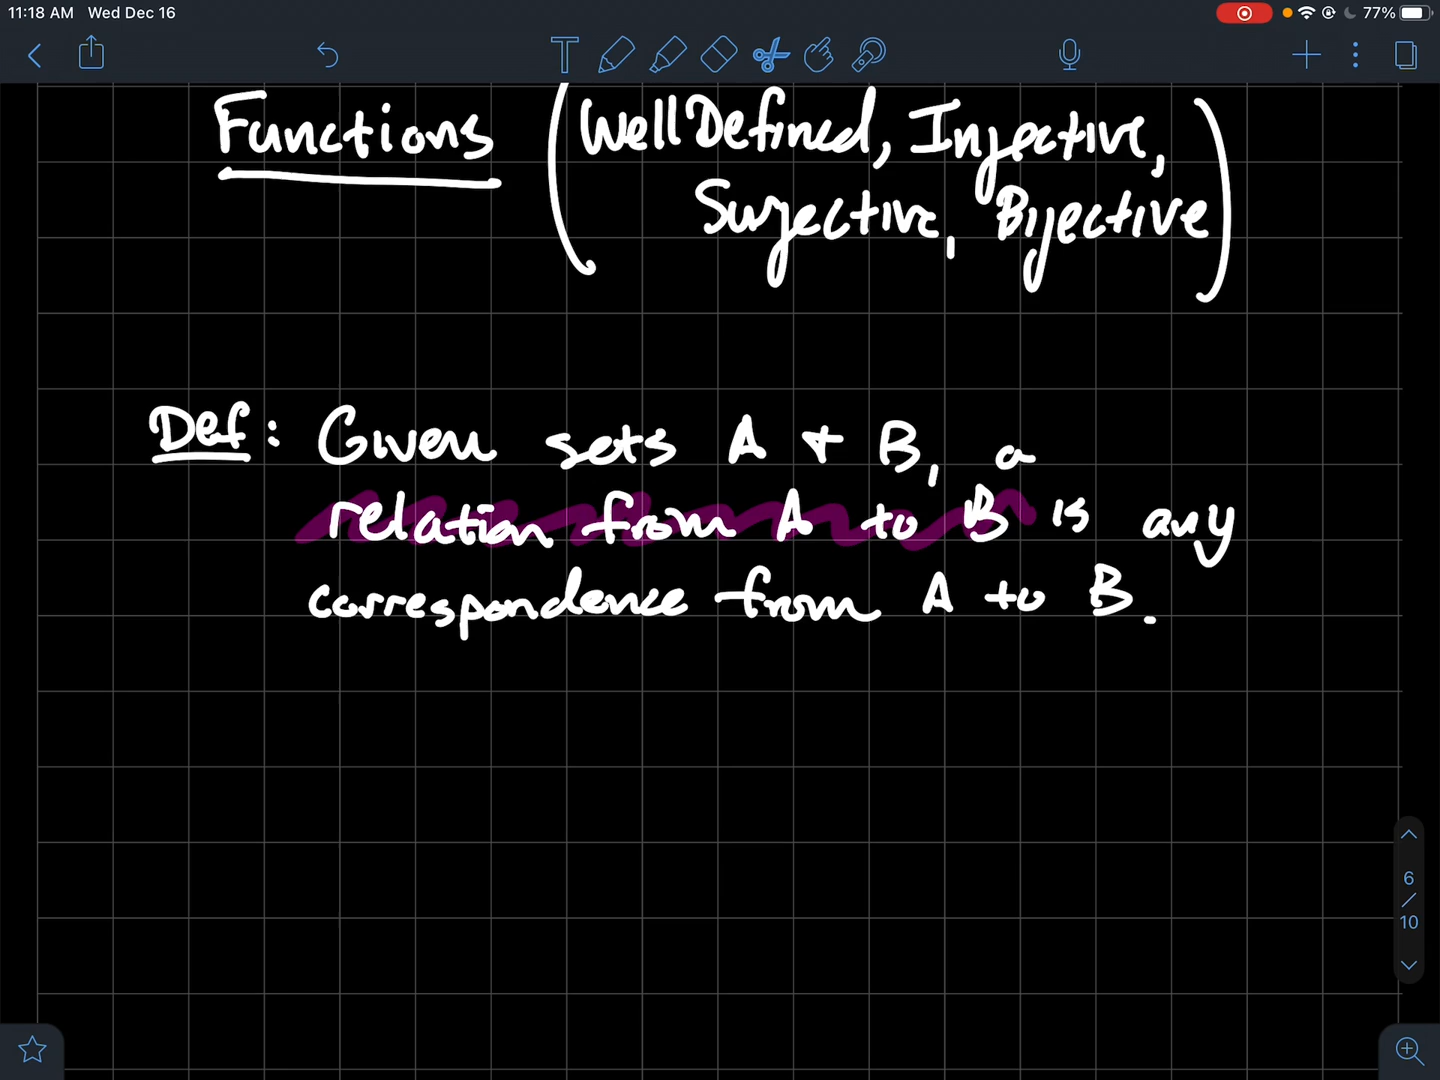 11:18 AM Wed Dec 16 77%
T
Functions (Well Defined, Injective,
Surjective, Bijective)
Def: Given sets A + B, a
relation from A to B is any
correspondence from A to B.
6
/
10